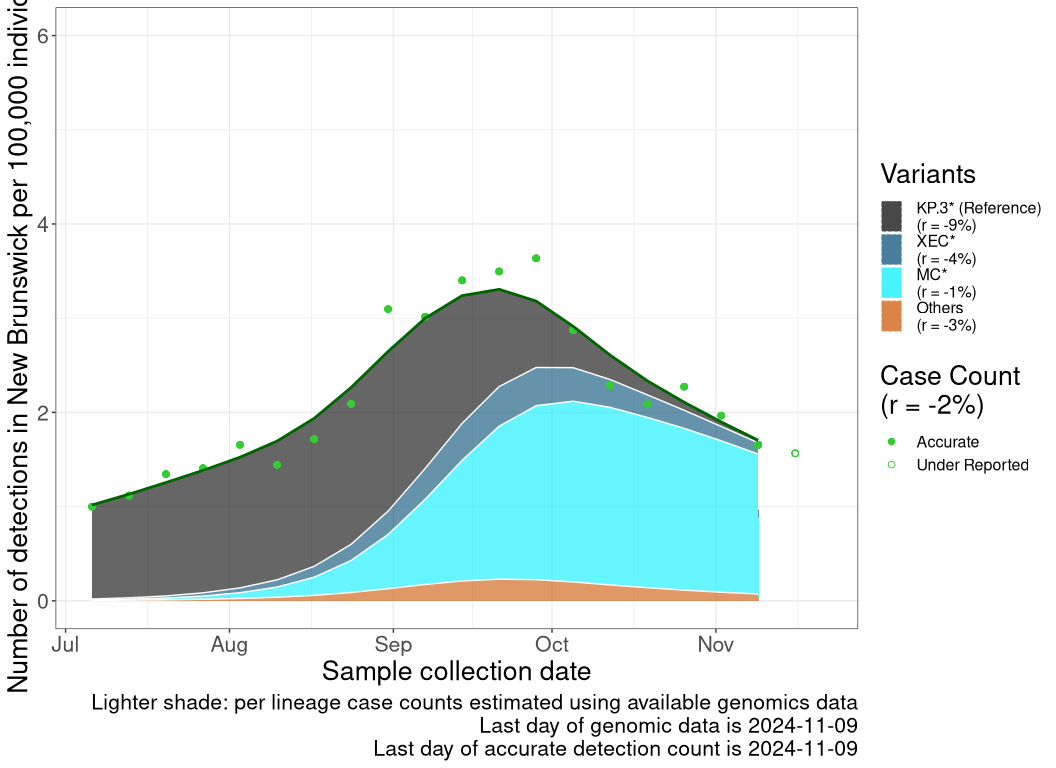 Number of detections in New Brunswick per 100,000
6
4
2
0
Jul Aug Sep Oct Nov
Sample collection date
Lighter shade: per lineage case counts estimated using available genomics data
Last day of genomic data is 2024-11-09
Last day of accurate detection count is 2024-11-09
Variants
KP.3* (Reference)
(r = -9%)
XEC*
(r = -4%)
MC*
(r = -1%)
Others
(r = -3%)
Case Count
(r = -2%)
Accurate
Under Reported